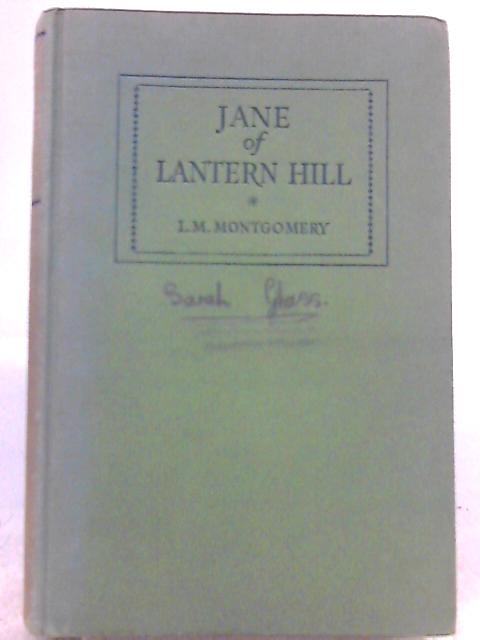 JANE
of
LANTERN HILL
*
L.M. MONTGOMERY
Sarah Glass.